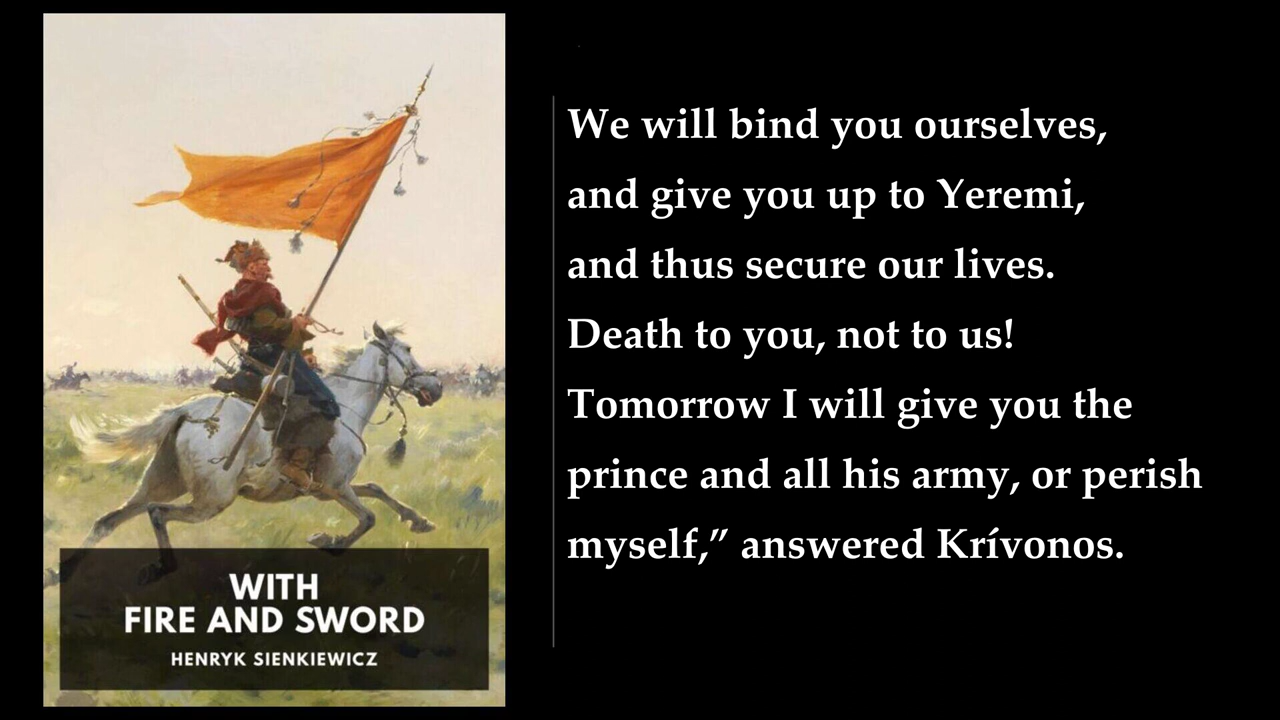 WITH
FIRE AND SWORD
HENRYK SIENKIEWICZ
We will bind you ourselves,
and give you up to Yeremi,
and thus secure our lives.
Death to you, not to us!
Tomorrow I will give you the
prince and all his army, or perish
myself,” answered Krívonos.